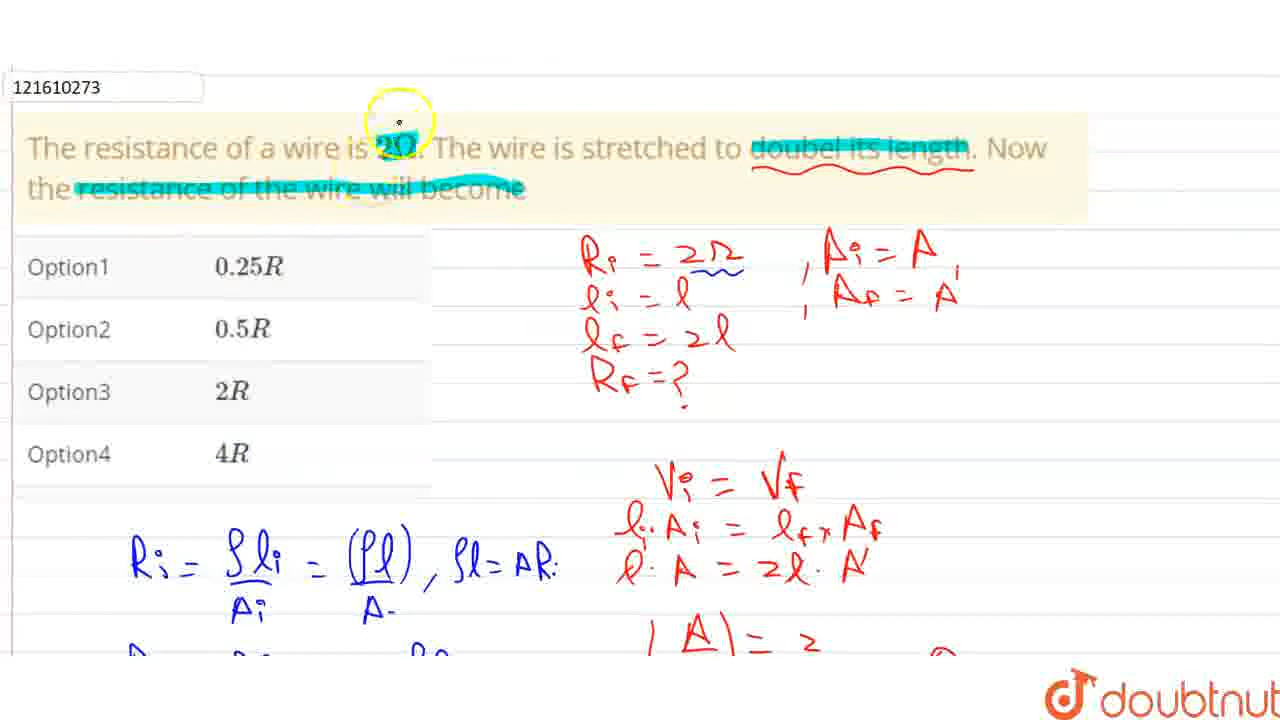 121610273
The resistance of a wire is 2Ω. The wire is stretched to doubel its length. Now
the resistance of the wire will become
Option1 0.25R
Option2 0.5R
Option3 2R
Option4 4R
Ri = 2Ω , Ai = A
li = l , Af = A'
lf = 2l
Rf = ?
Vi = Vf
li·Ai = lf × Af
l·A = 2l·A'
Ri = ρli/Ai = (ρl/A) , ρl = ARi
A = 2
doubtnut